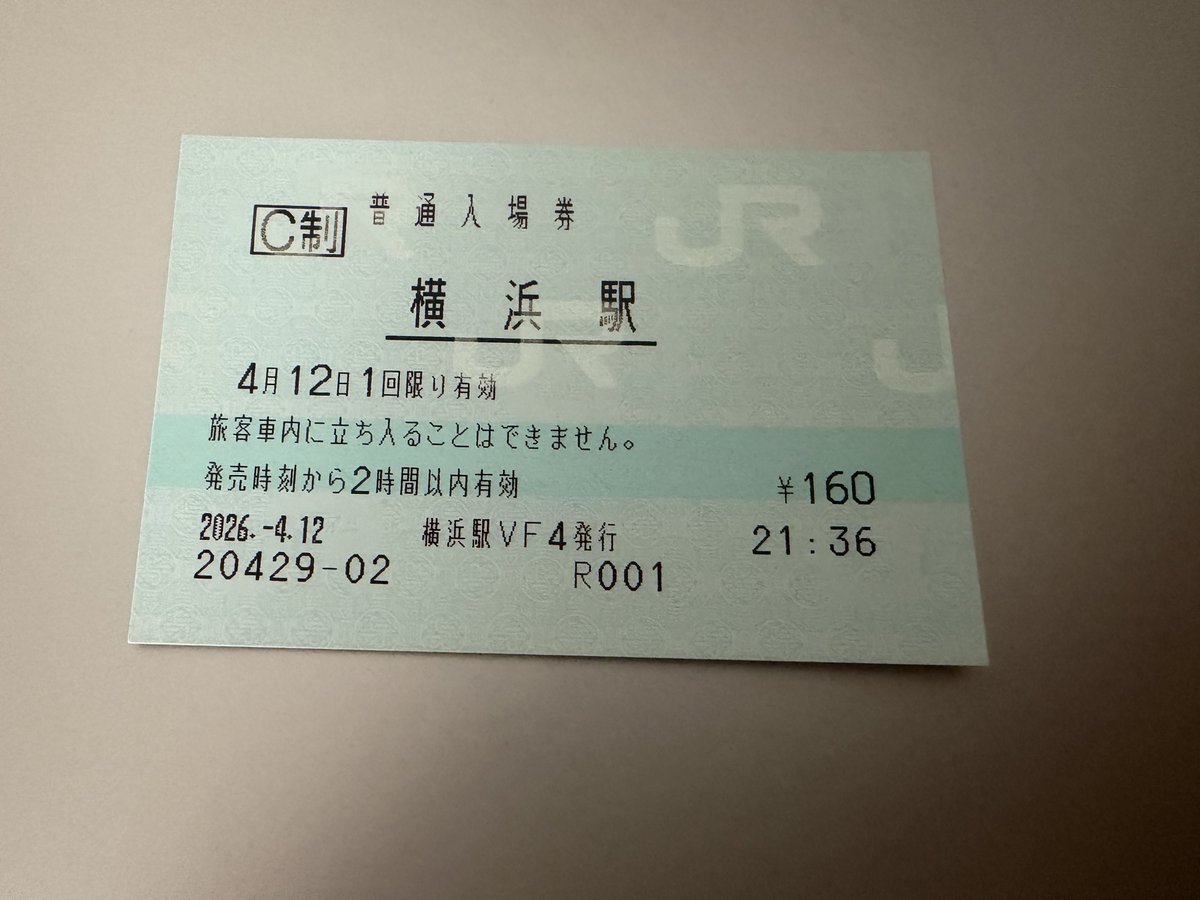 C制 普通入場券
横浜駅
4月12日1回限り有効
旅客車内に立ち入ることはできません。
発売時刻から2時間以内有効 ¥160
2026.-4.12 横浜駅VF4発行 21:36
20429-02 R001
JR
JR